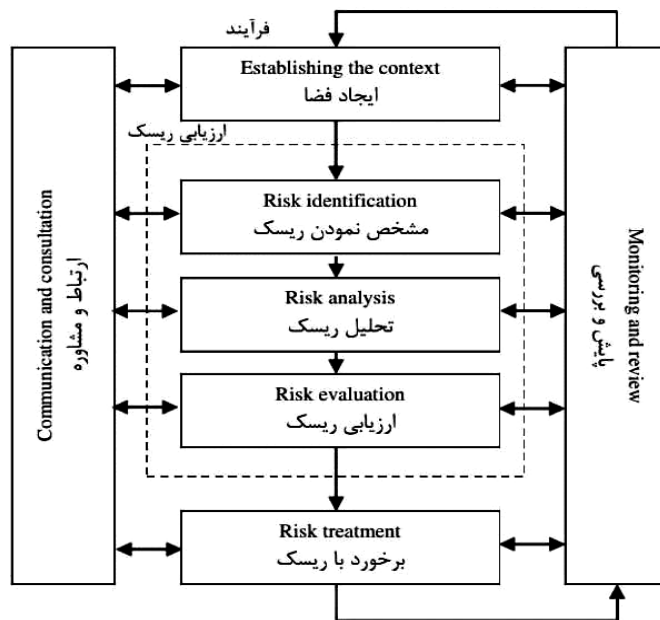 فرآیند
Establishing the context
ایجاد فضا
ارزیابی ریسک
Risk identification
مشخص نمودن ریسک
Risk analysis
تحلیل ریسک
Risk evaluation
ارزیابی ریسک
Risk treatment
برخورد با ریسک
Communication and consultation
ارتباط و مشاوره
Monitoring and review
پایش و بررسی